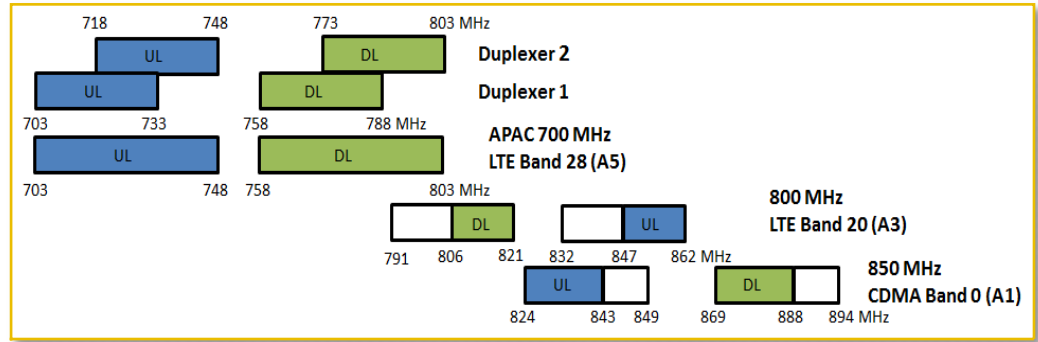 718 748 773 803 MHz
UL DL Duplexer 2
UL DL Duplexer 1
703 733 758 788 MHz
APAC 700 MHz
UL DL LTE Band 28 (A5)
703 748 758 803 MHz
800 MHz
DL UL LTE Band 20 (A3)
791 806 821 832 847 862 MHz
850 MHz
UL DL CDMA Band 0 (A1)
824 843 849 869 888 894 MHz